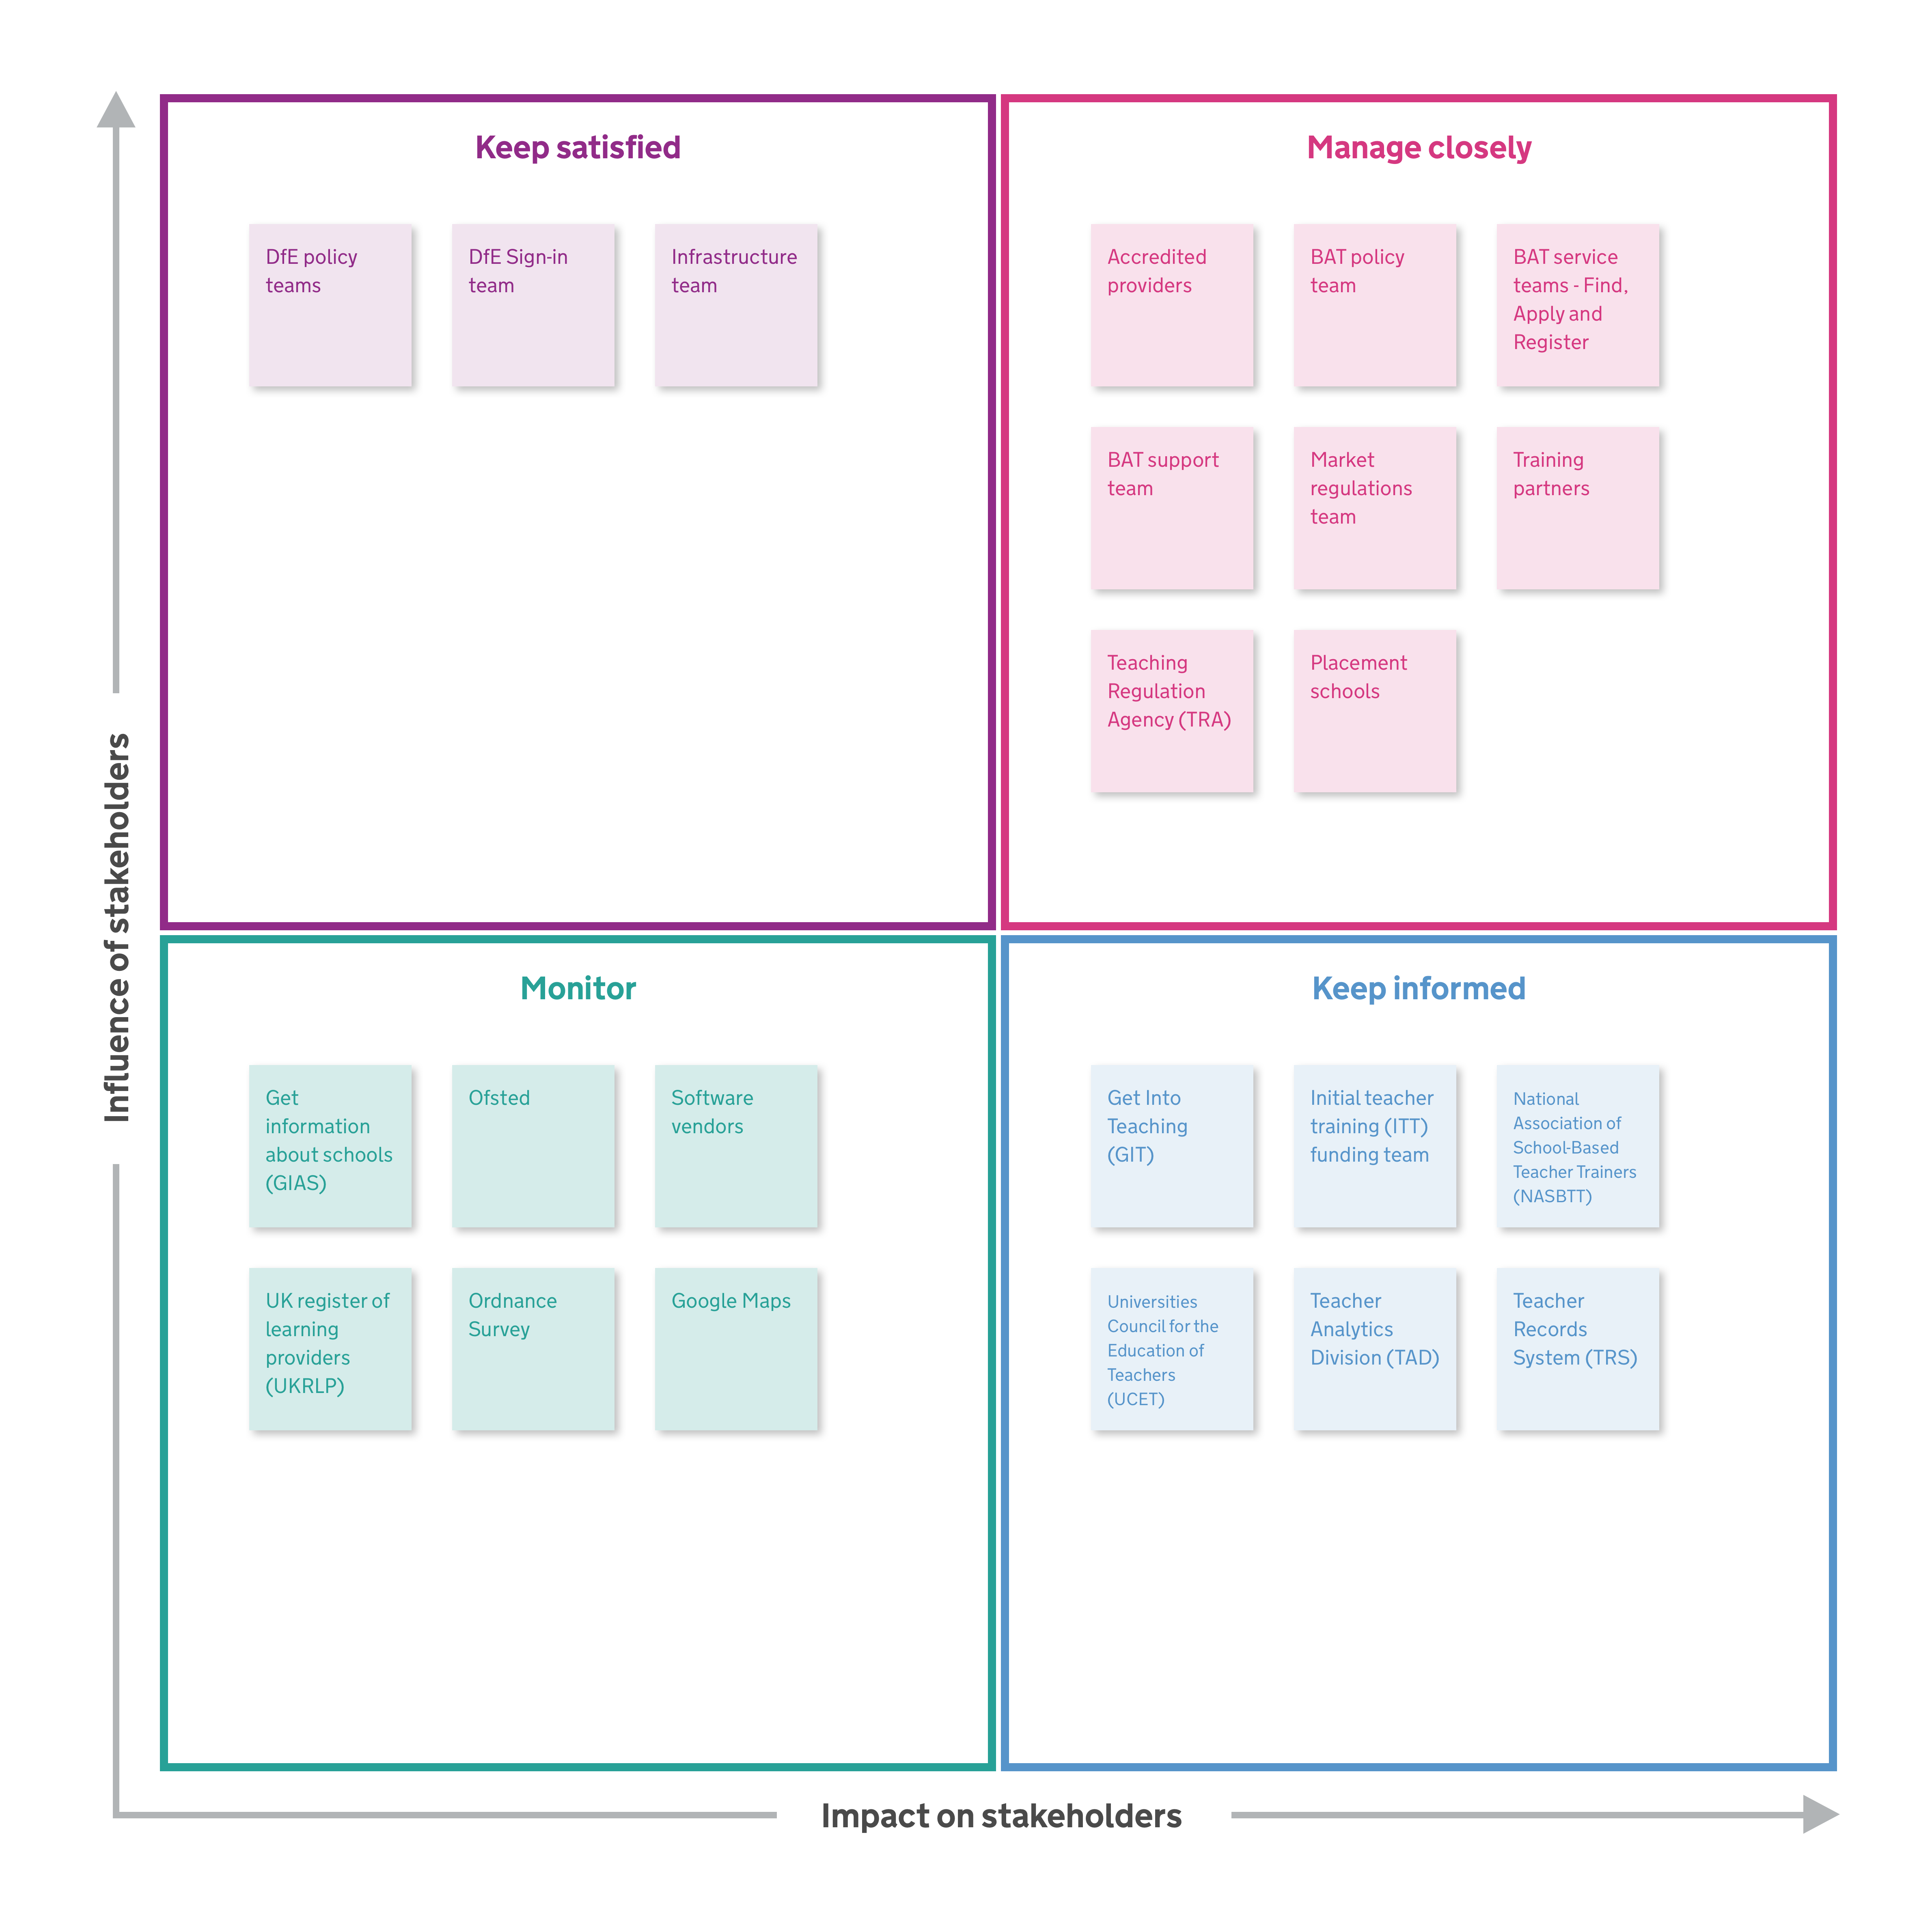 Influence of stakeholders
Keep satisfied
DfE policy
teams
DfE Sign-in
team
Infrastructure
team
Manage closely
Accredited
providers
BAT policy
team
BAT service
teams - Find,
Apply and
Register
BAT support
team
Market
regulations
team
Training
partners
Teaching
Regulation
Agency (TRA)
Placement
schools
Monitor
Get
information
about schools
(GIAS)
Ofsted
Software
vendors
UK register of
learning
providers
(UKRLP)
Ordnance
Survey
Google Maps
Keep informed
Get Into
Teaching
(GIT)
Initial teacher
training (ITT)
funding team
National
Association of
School-Based
Teacher Trainers
(NASBTT)
Universities
Council for the
Education of
Teachers
(UCET)
Teacher
Analytics
Division (TAD)
Teacher
Records
System (TRS)
Impact on stakeholders